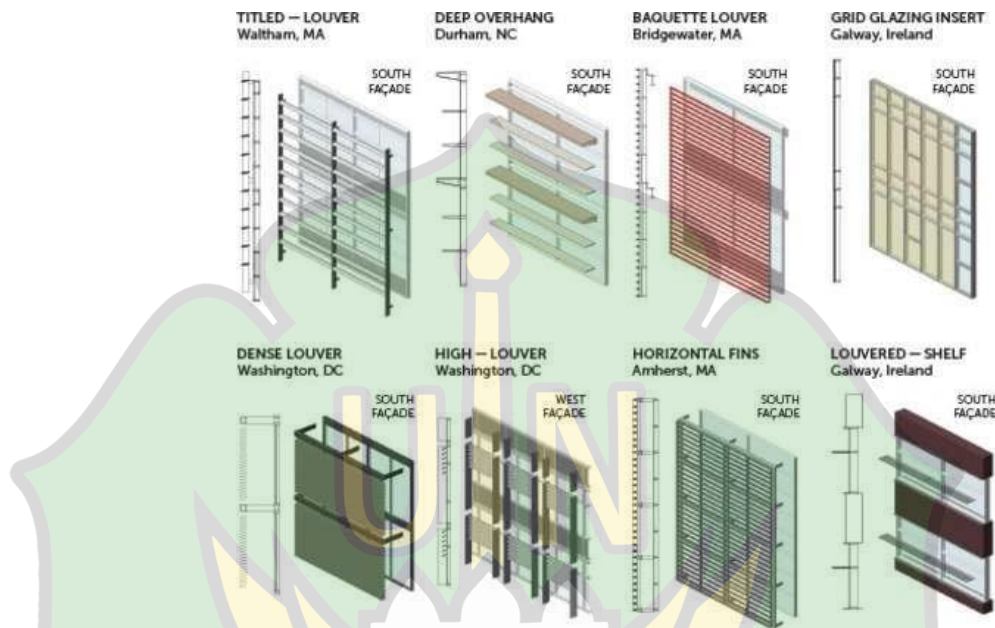 TITLED — LOUVER
Waltham, MA
SOUTH
FAÇADE
DEEP OVERHANG
Durham, NC
SOUTH
FAÇADE
BAQUETTE LOUVER
Bridgewater, MA
SOUTH
FAÇADE
GRID GLAZING INSERT
Galway, Ireland
SOUTH
FAÇADE
DENSE LOUVER
Washington, DC
SOUTH
FAÇADE
HIGH — LOUVER
Washington, DC
WEST
FAÇADE
HORIZONTAL FINS
Amherst, MA
SOUTH
FAÇADE
LOUVERED — SHELF
Galway, Ireland
SOUTH
FAÇADE
UIN